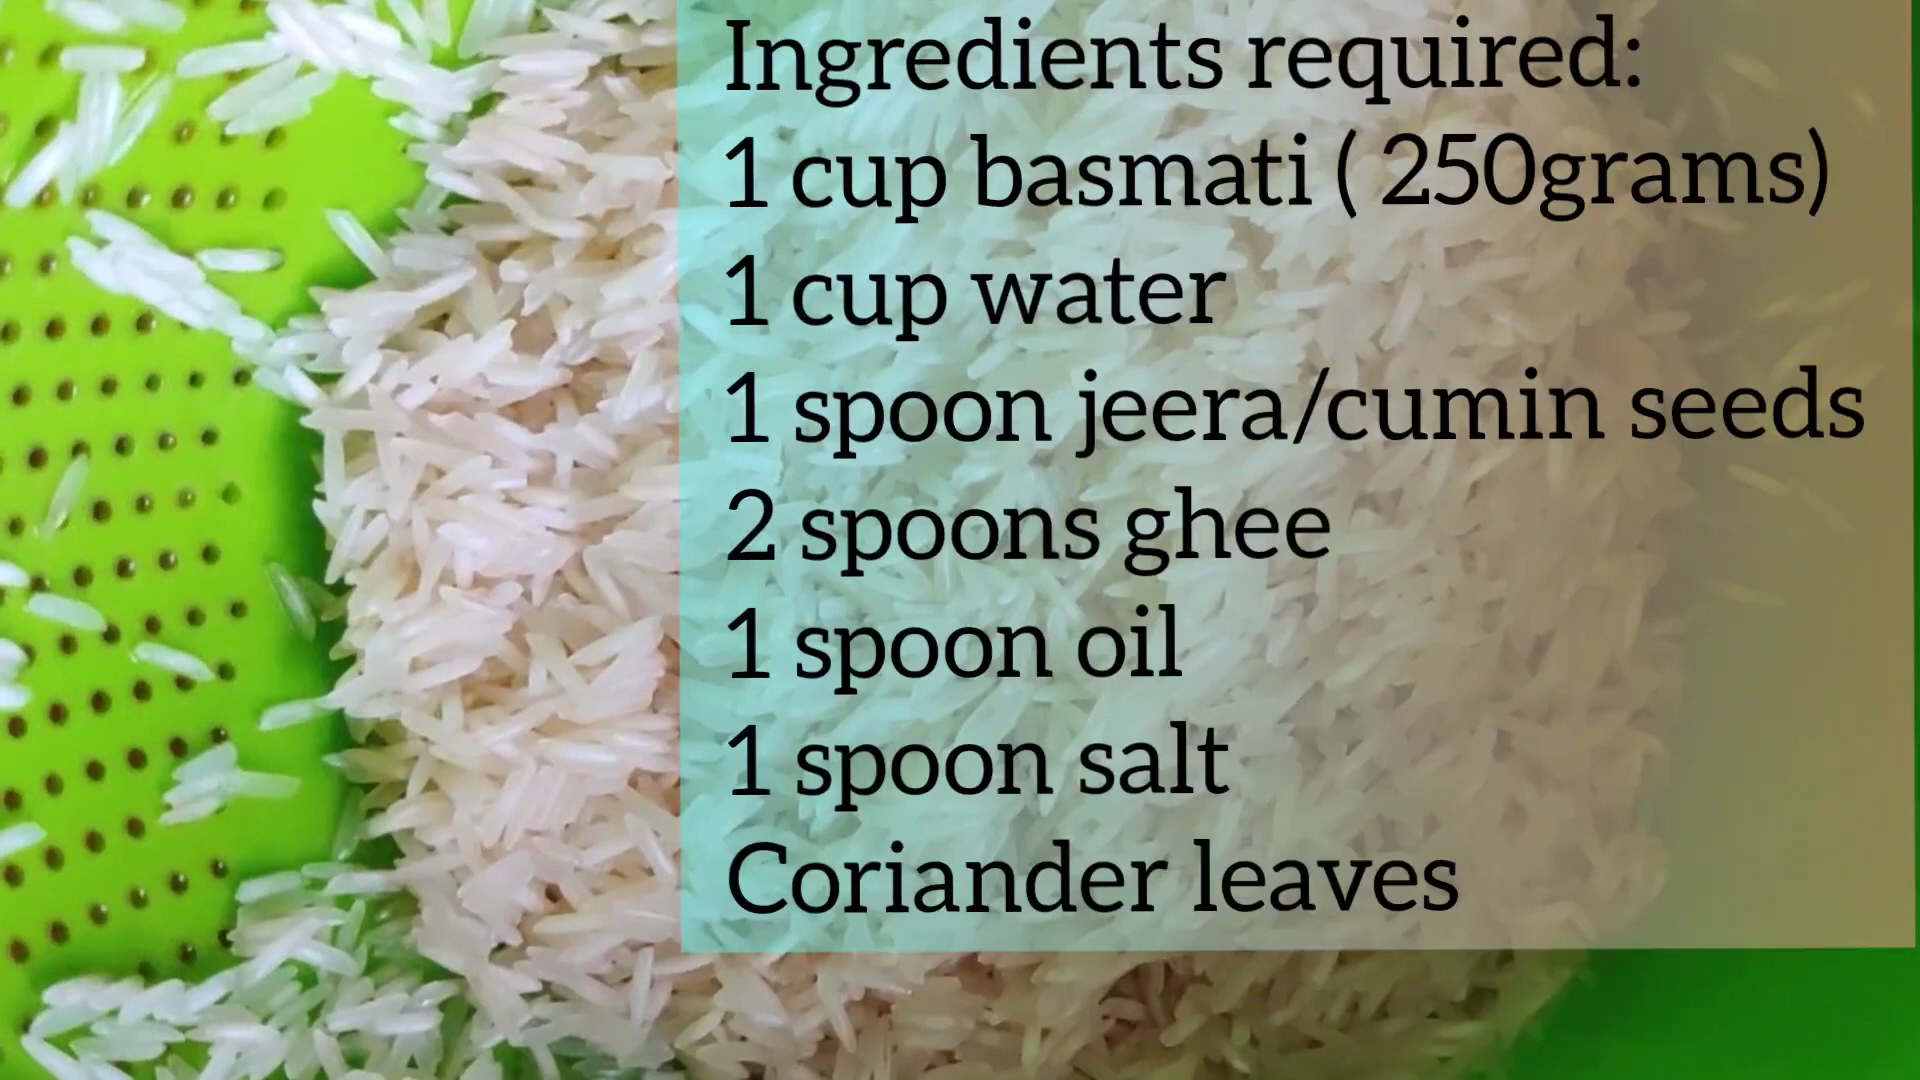 Ingredients required:
1 cup basmati ( 250grams)
1 cup water
1 spoon jeera/cumin seeds
2 spoons ghee
1 spoon oil
1 spoon salt
Coriander leaves